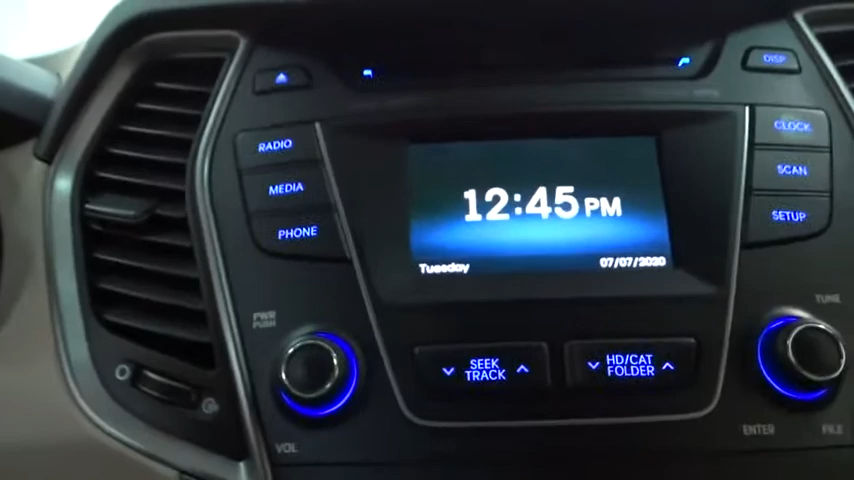 DISP
RADIO
CLOCK
MEDIA
SCAN
PHONE
SETUP
12:45 PM
Tuesday 07/07/2020
PWR
PUSH
TUNE
SEEK
TRACK
HD/CAT
FOLDER
VOL
ENTER
FILE